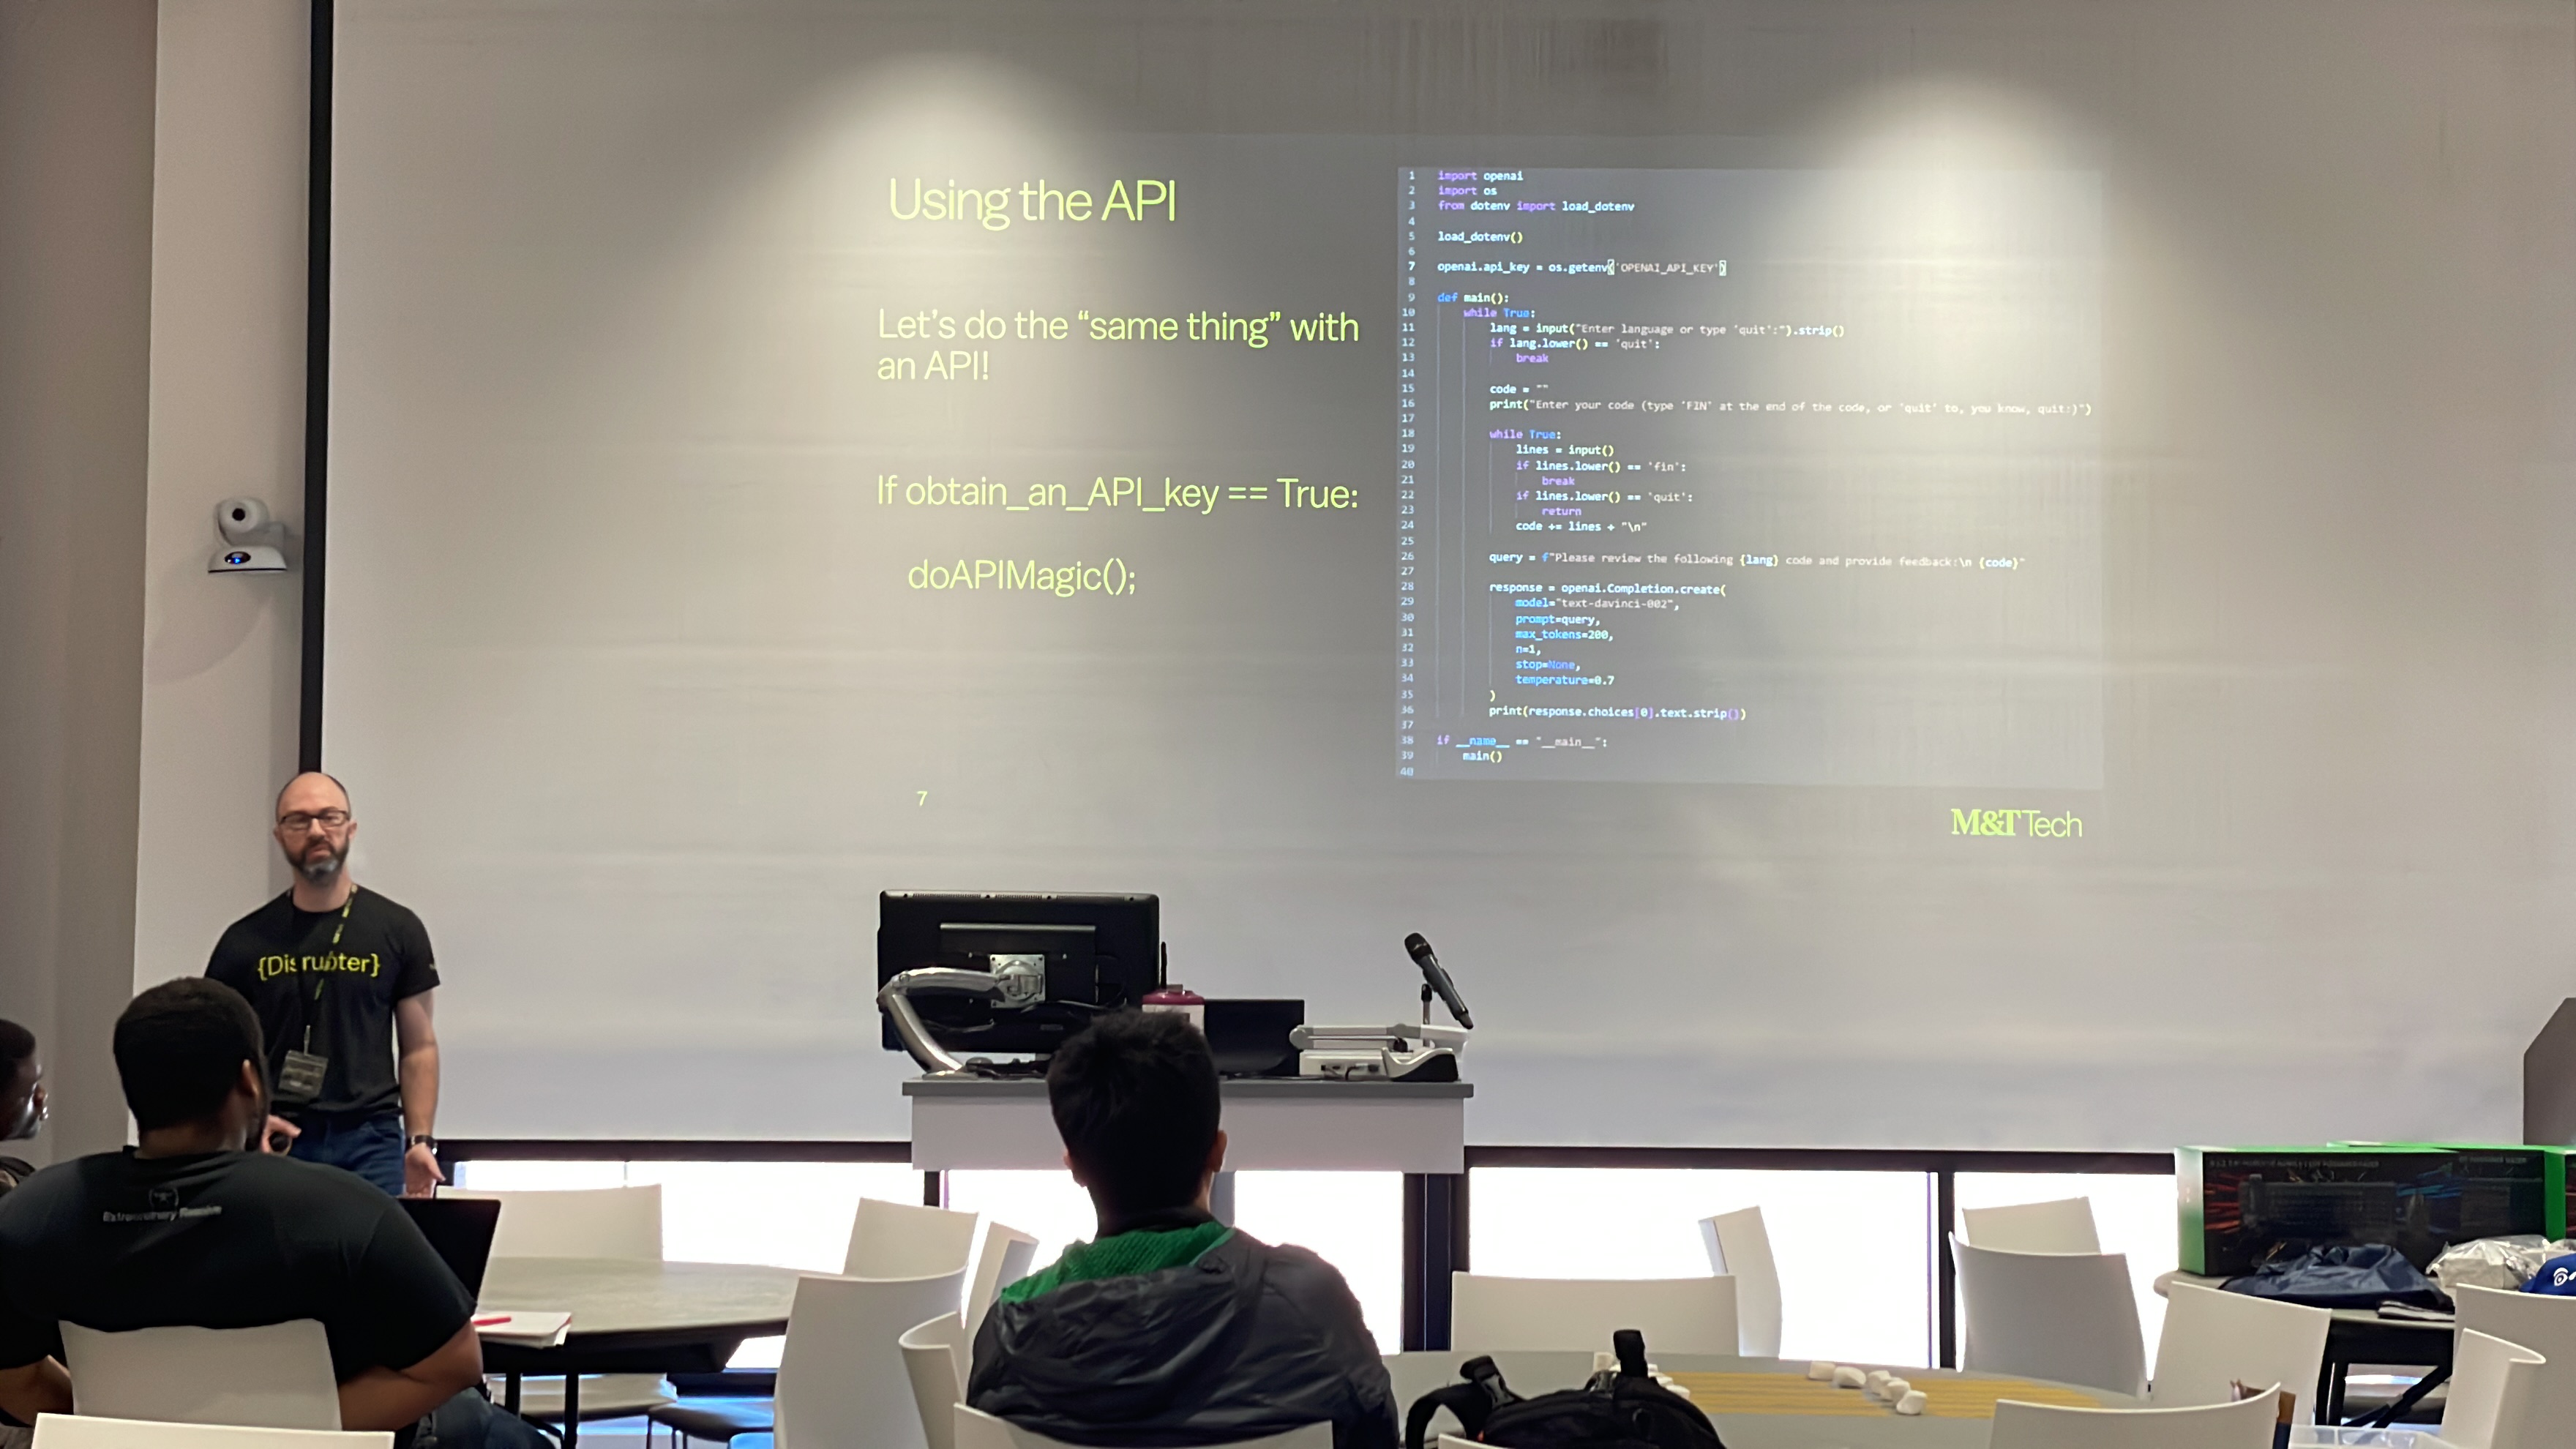 Using the API
Let's do the “same thing” with
an API!
If obtain_an_API_key == True:
doAPIMagic();
7
1 import openai
2 import os
3 from dotenv import load_dotenv
4
5 load_dotenv()
6
7 openai.api_key = os.getenv('OPENAI_API_KEY')
8
9 def main():
10 while True:
11 lang = input("Enter language or type 'quit':").strip()
12 if lang.lower() == 'quit':
13 break
14
15 code = ""
16 print("Enter your code (type 'FIN' at the end of the code, or 'quit' to, you know, quit:)")
17
18 while True:
19 lines = input()
20 if lines.lower() == 'fin':
21 break
22 if lines.lower() == 'quit':
23 return
24 code += lines + "\n"
25
26 query = f"Please review the following {lang} code and provide feedback:\n {code}"
27
28 response = openai.Completion.create(
29 model="text-davinci-002",
30 prompt=query,
31 max_tokens=200,
32 n=1,
33 stop=None,
34 temperature=0.7
35 )
36 print(response.choices[0].text.strip())
37
38 if __name__ == "__main__":
39 main()
40
M&T Tech
{Disrupter}